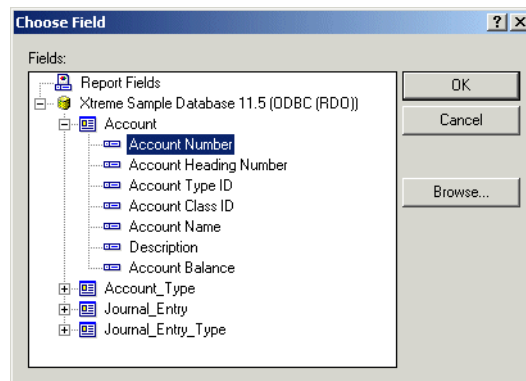 Choose Field
Fields:
Report Fields
Xtreme Sample Database 11.5 (ODBC (RDO))
Account
Account Number
Account Heading Number
Account Type ID
Account Class ID
Account Name
Description
Account Balance
Account_Type
Journal_Entry
Journal_Entry_Type
OK
Cancel
Browse...